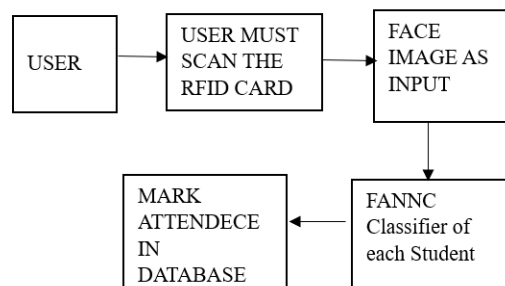 USER
USER MUST
SCAN THE
RFID CARD
FACE
IMAGE AS
INPUT
FANNC
Classifier of
each Student
MARK
ATTENDECE
IN
DATABASE